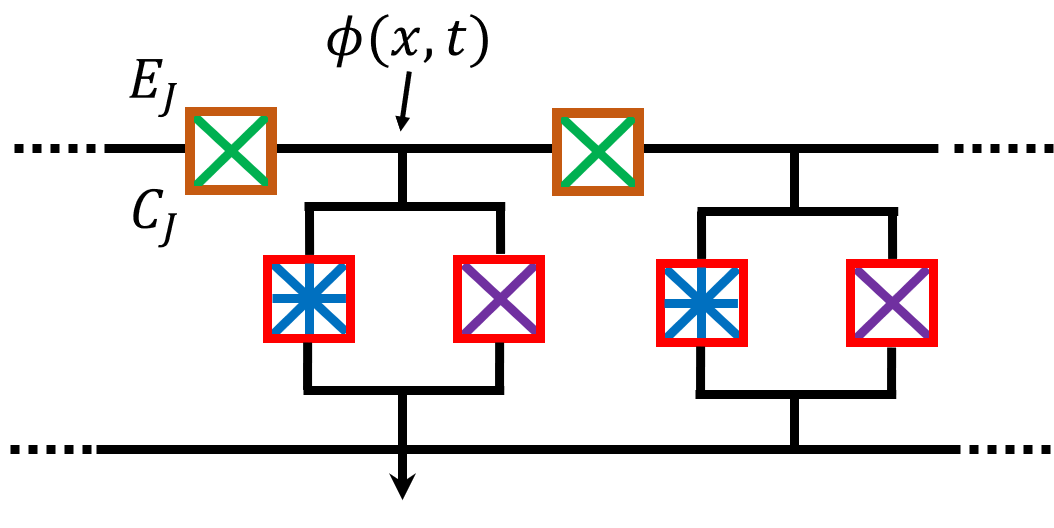 ϕ(x, t)
E_J
C_J